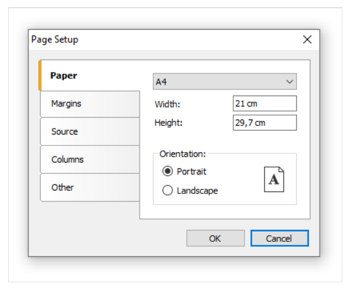 Page Setup
Paper
Margins
Source
Columns
Other
A4
Width: 21 cm
Height: 29,7 cm
Orientation:
Portrait
Landscape
A
OK Cancel